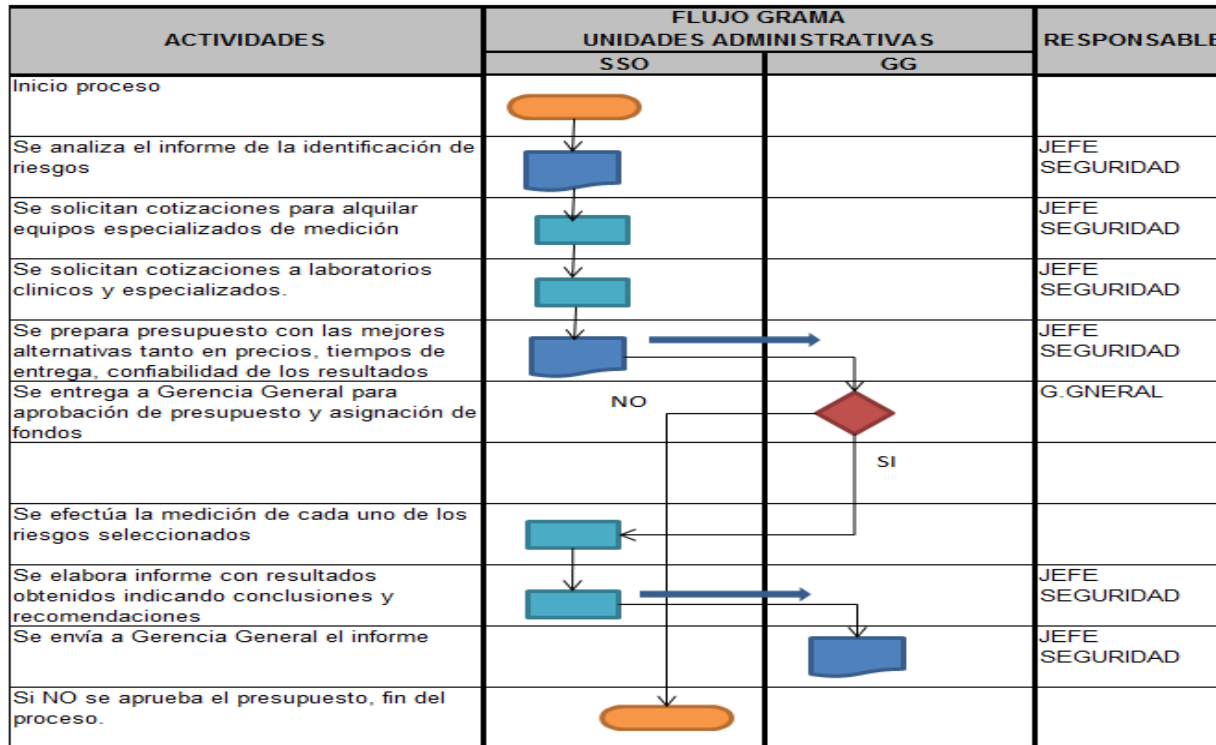 ACTIVIDADES
FLUJO GRAMA
UNIDADES ADMINISTRATIVAS
RESPONSABLE
SSO
GG
Inicio proceso
Se analiza el informe de la identificación de
riesgos
JEFE
SEGURIDAD
Se solicitan cotizaciones para alquilar
equipos especializados de medición
JEFE
SEGURIDAD
Se solicitan cotizaciones a laboratorios
clinicos y especializados.
JEFE
SEGURIDAD
Se prepara presupuesto con las mejores
alternativas tanto en precios, tiempos de
entrega, confiabilidad de los resultados
JEFE
SEGURIDAD
Se entrega a Gerencia General para
aprobación de presupuesto y asignación de
fondos
NO
G.GNERAL
SI
Se efectúa la medición de cada uno de los
riesgos seleccionados
Se elabora informe con resultados
obtenidos indicando conclusiones y
recomendaciones
JEFE
SEGURIDAD
Se envía a Gerencia General el informe
JEFE
SEGURIDAD
Si NO se aprueba el presupuesto, fin del
proceso.